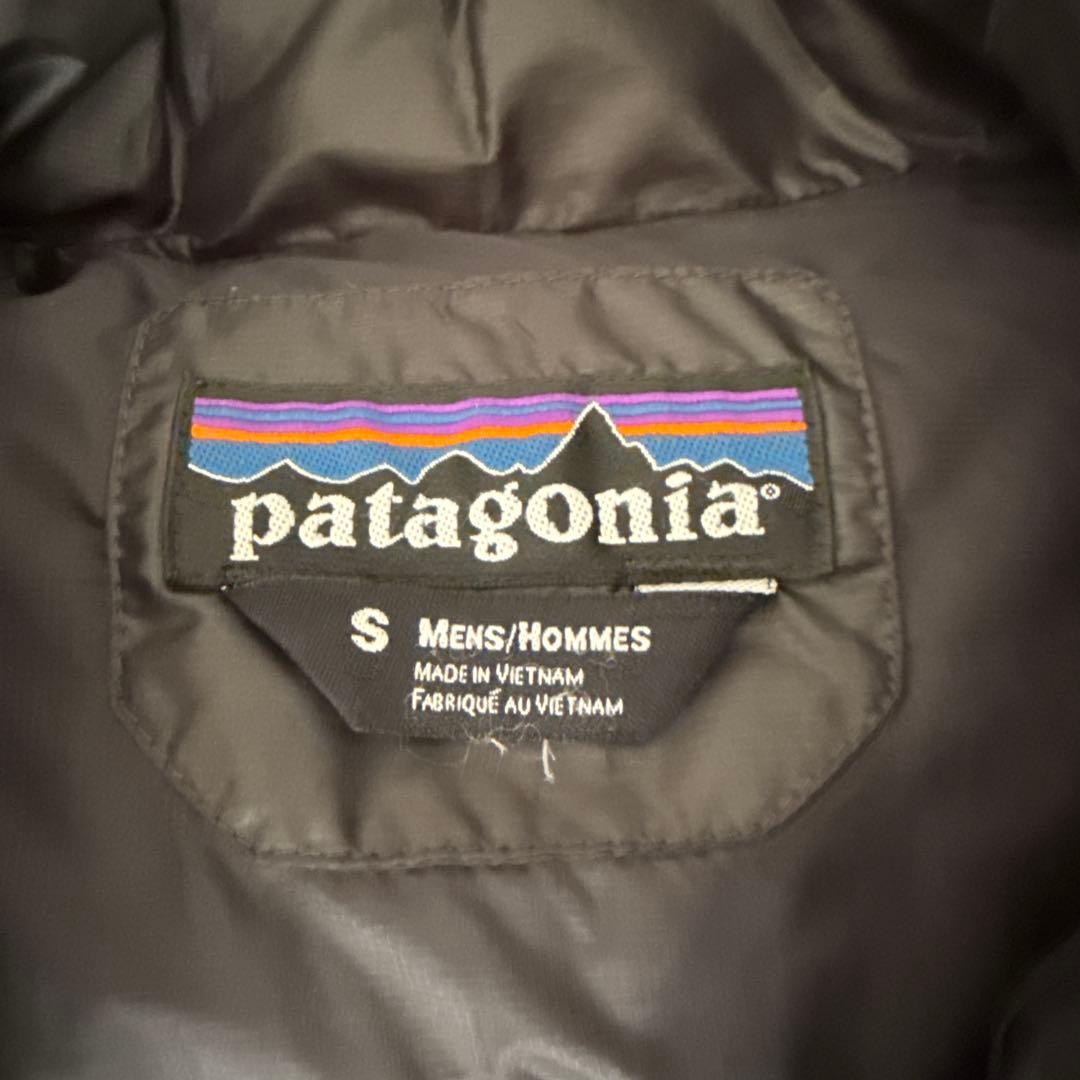 patagonia®
S MENS/HOMMES
MADE IN VIETNAM
FABRIQUÉ AU VIETNAM